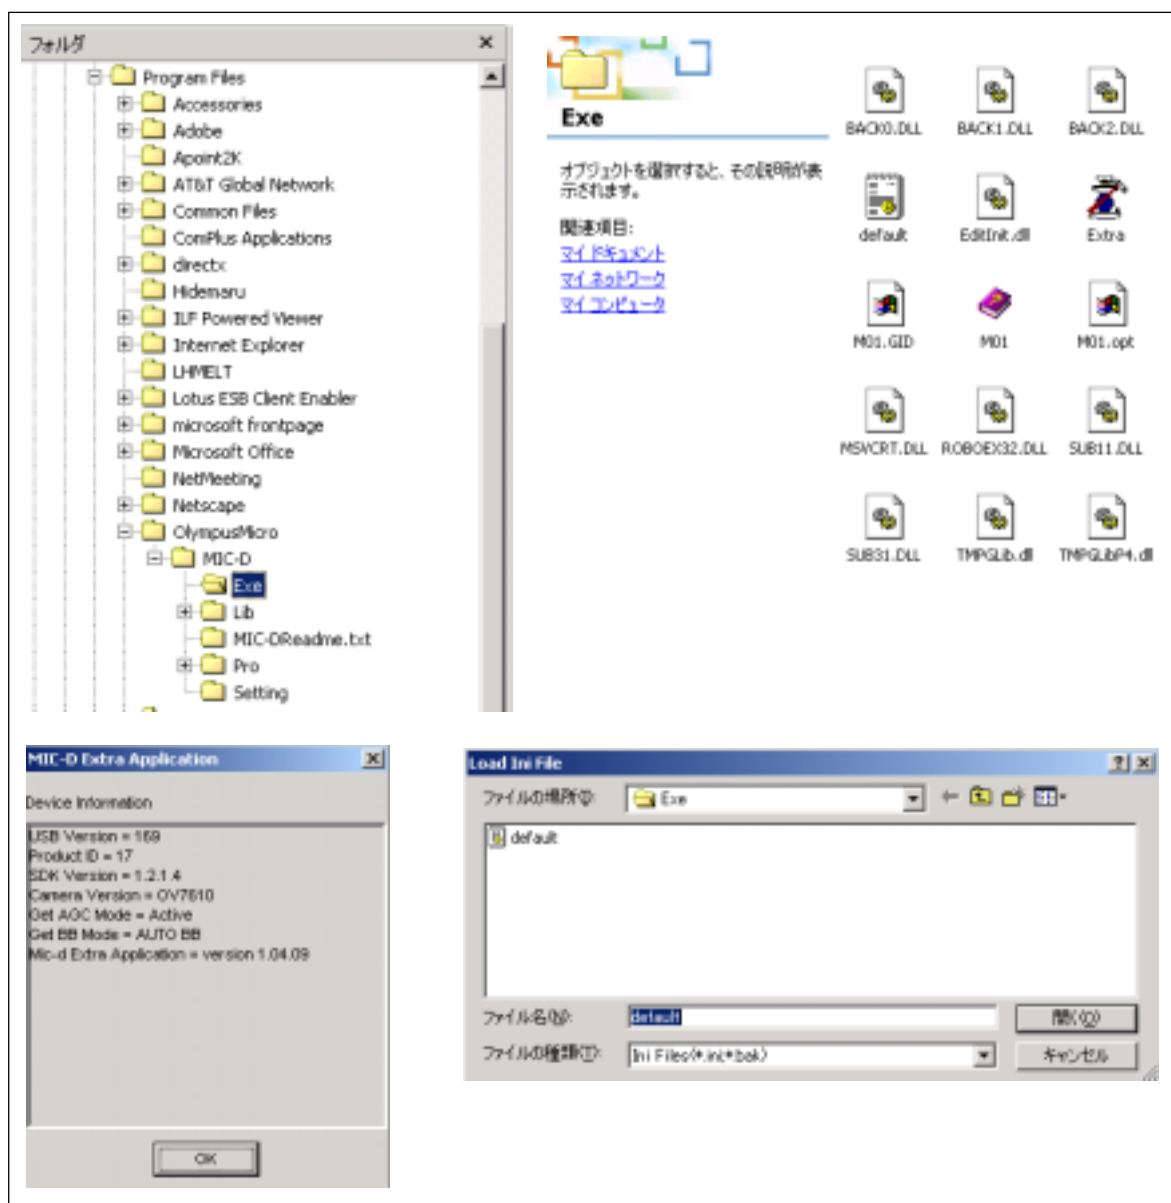 フォルダ
Program Files
Accessories
Adobe
Apoint2K
AT&T Global Network
Common Files
ComPlus Applications
directx
Hidemaru
ILF Powered Viewer
Internet Explorer
LHMELT
Lotus ESB Client Enabler
microsoft frontpage
Microsoft Office
NetMeeting
Netscape
OlympusMicro
MIC-D
Exe
Lib
MIC-DReadme.txt
Pro
Setting
Exe
オブジェクトを選択すると、その説明が表
示されます。
関連項目:
マイ ドキュメント
マイ ネットワーク
マイ コンピュータ
BACK0.DLL BACK1.DLL BACK2.DLL
default EditInit.dll Extra
M01.GID M01 M01.opt
MSVCRT.DLL ROBOEX32.DLL SUB11.DLL
SUB31.DLL TMPGLib.dll TMPGLibP4.dll
MIC-D Extra Application
Device Information
USB Version = 169
Product ID = 17
SDK Version = 1.2.1.4
Camera Version = OV7610
Get AGC Mode = Active
Get BB Mode = AUTO BB
Mic-d Extra Application = version 1.04.09
OK
Load Ini File
ファイルの場所(I): Exe
default
ファイル名(N): default 開く(O)
ファイルの種類(T): Ini Files(*.ini;*.bak) キャンセル